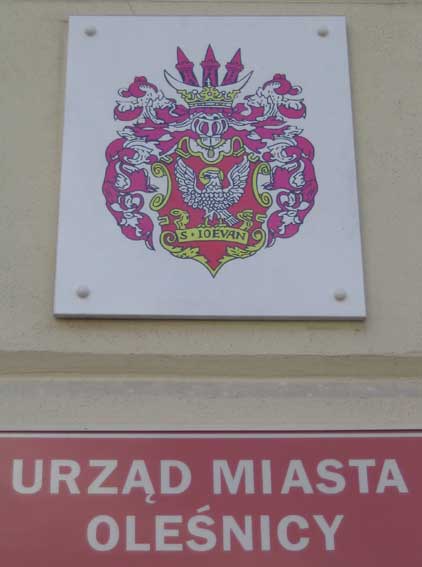 S · IOEVAN
URZĄD MIASTA
OLEŚNICY